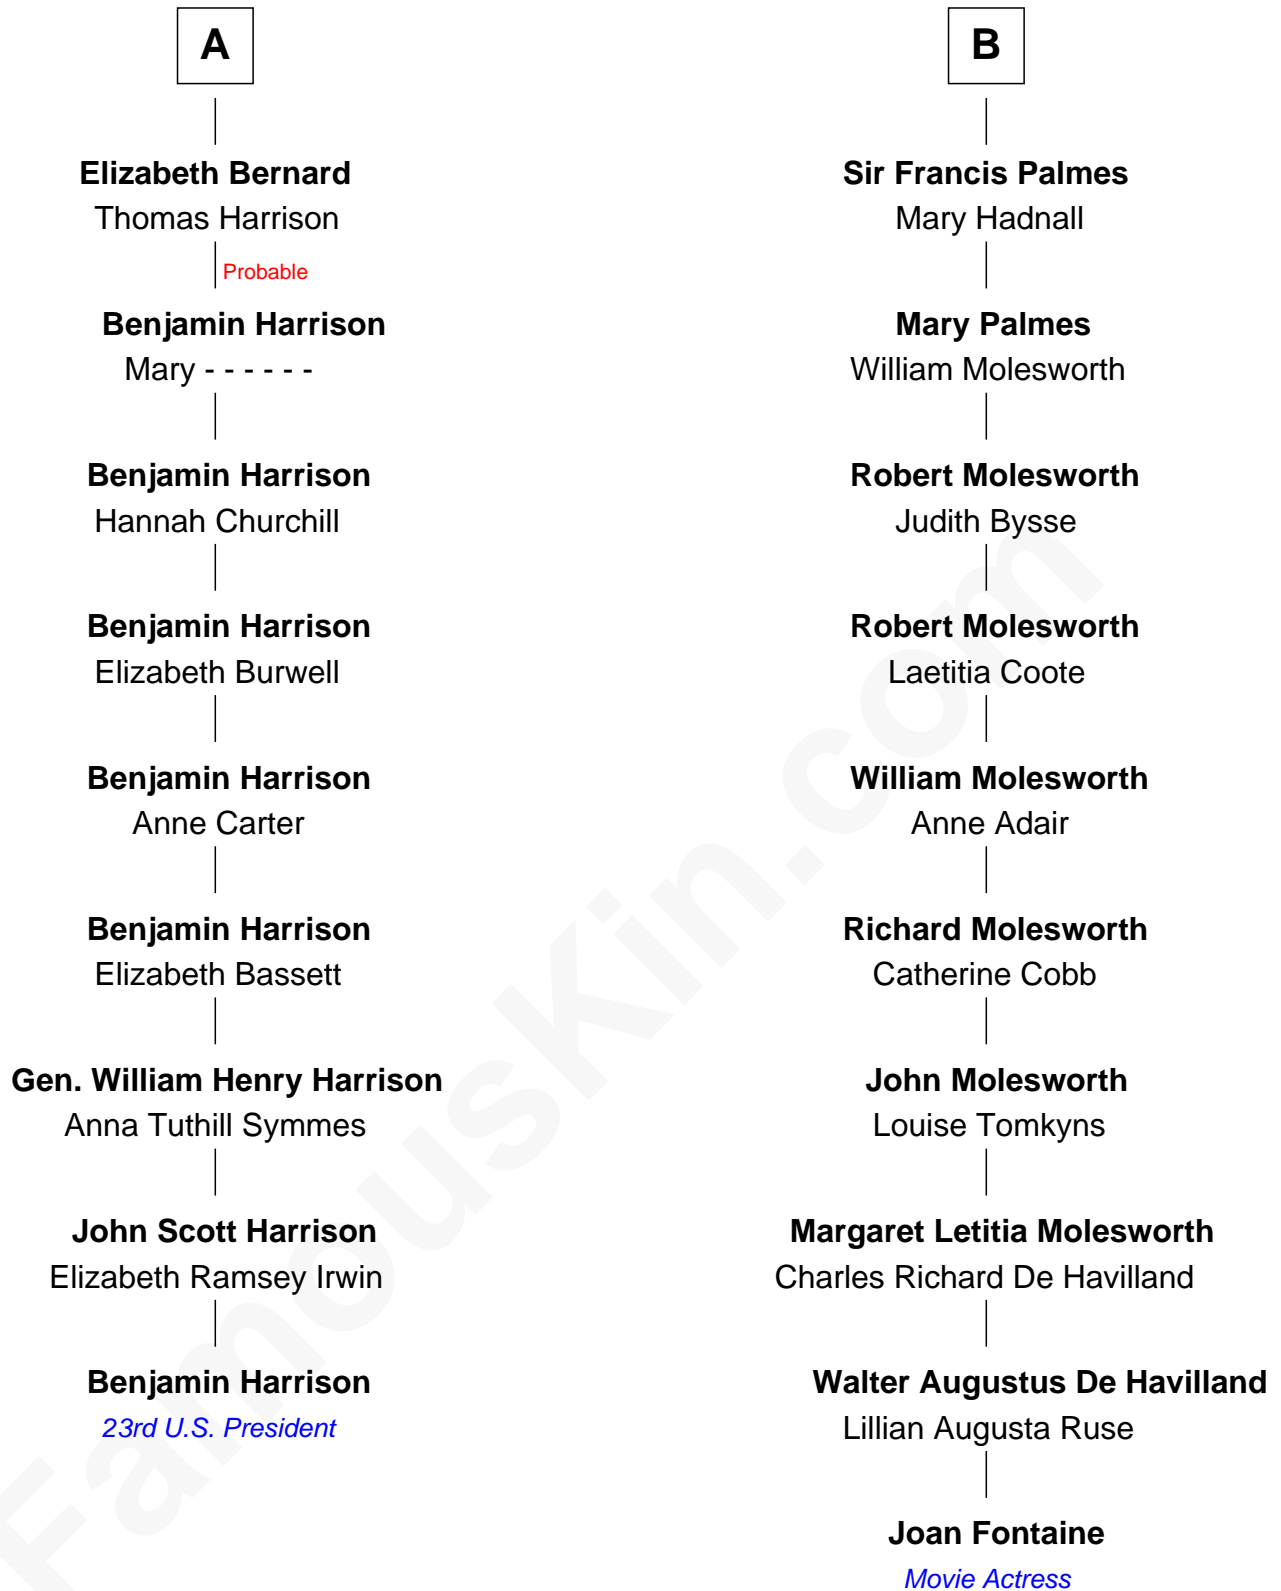 A
Elizabeth Bernard
Thomas Harrison
Probable
Benjamin Harrison
Mary - - - - - -
Benjamin Harrison
Hannah Churchill
Benjamin Harrison
Elizabeth Burwell
Benjamin Harrison
Anne Carter
Benjamin Harrison
Elizabeth Bassett
Gen. William Henry Harrison
Anna Tuthill Symmes
John Scott Harrison
Elizabeth Ramsey Irwin
Benjamin Harrison
23rd U.S. President
B
Sir Francis Palmes
Mary Hadnall
Mary Palmes
William Molesworth
Robert Molesworth
Judith Bysse
Robert Molesworth
Laetitia Coote
William Molesworth
Anne Adair
Richard Molesworth
Catherine Cobb
John Molesworth
Louise Tomkyns
Margaret Letitia Molesworth
Charles Richard De Havilland
Walter Augustus De Havilland
Lillian Augusta Ruse
Joan Fontaine
Movie Actress
FamousKin.com